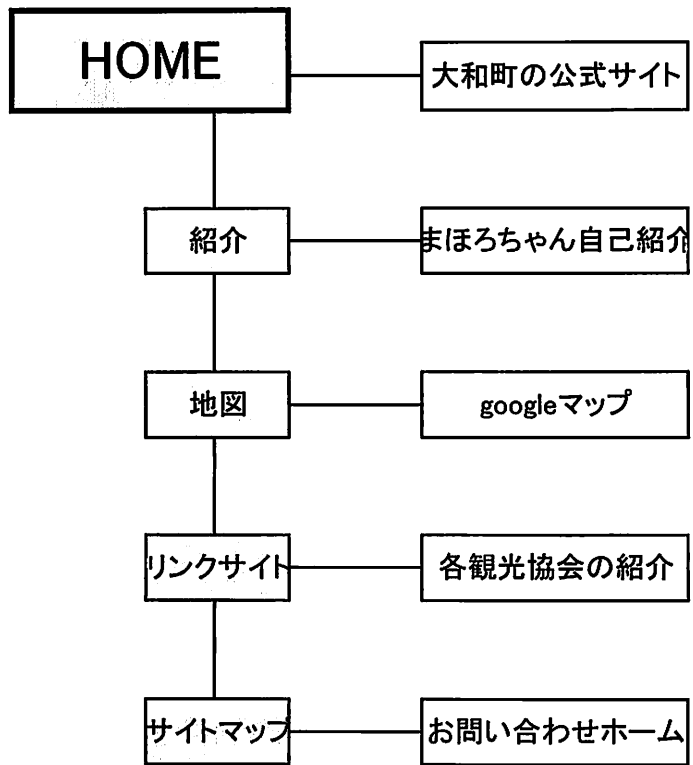 HOME
大和町の公式サイト
紹介
まほろちゃん自己紹介
地図
googleマップ
リンクサイト
各観光協会の紹介
サイトマップ
お問い合わせホーム